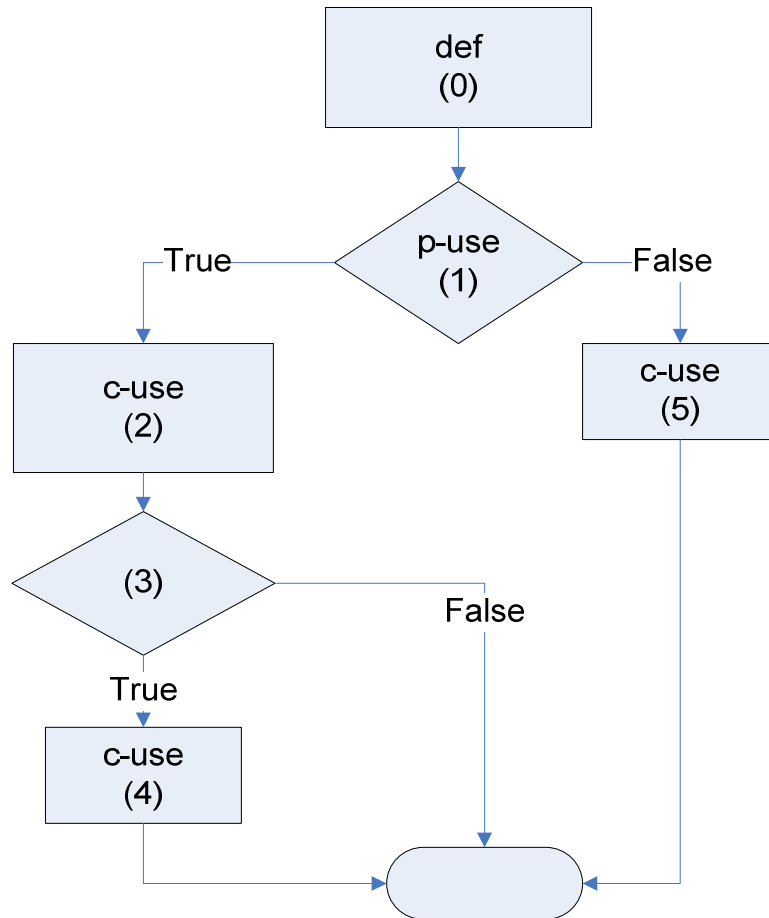 def
(0)
p-use
(1)
True
False
c-use
(2)
c-use
(5)
(3)
False
True
c-use
(4)